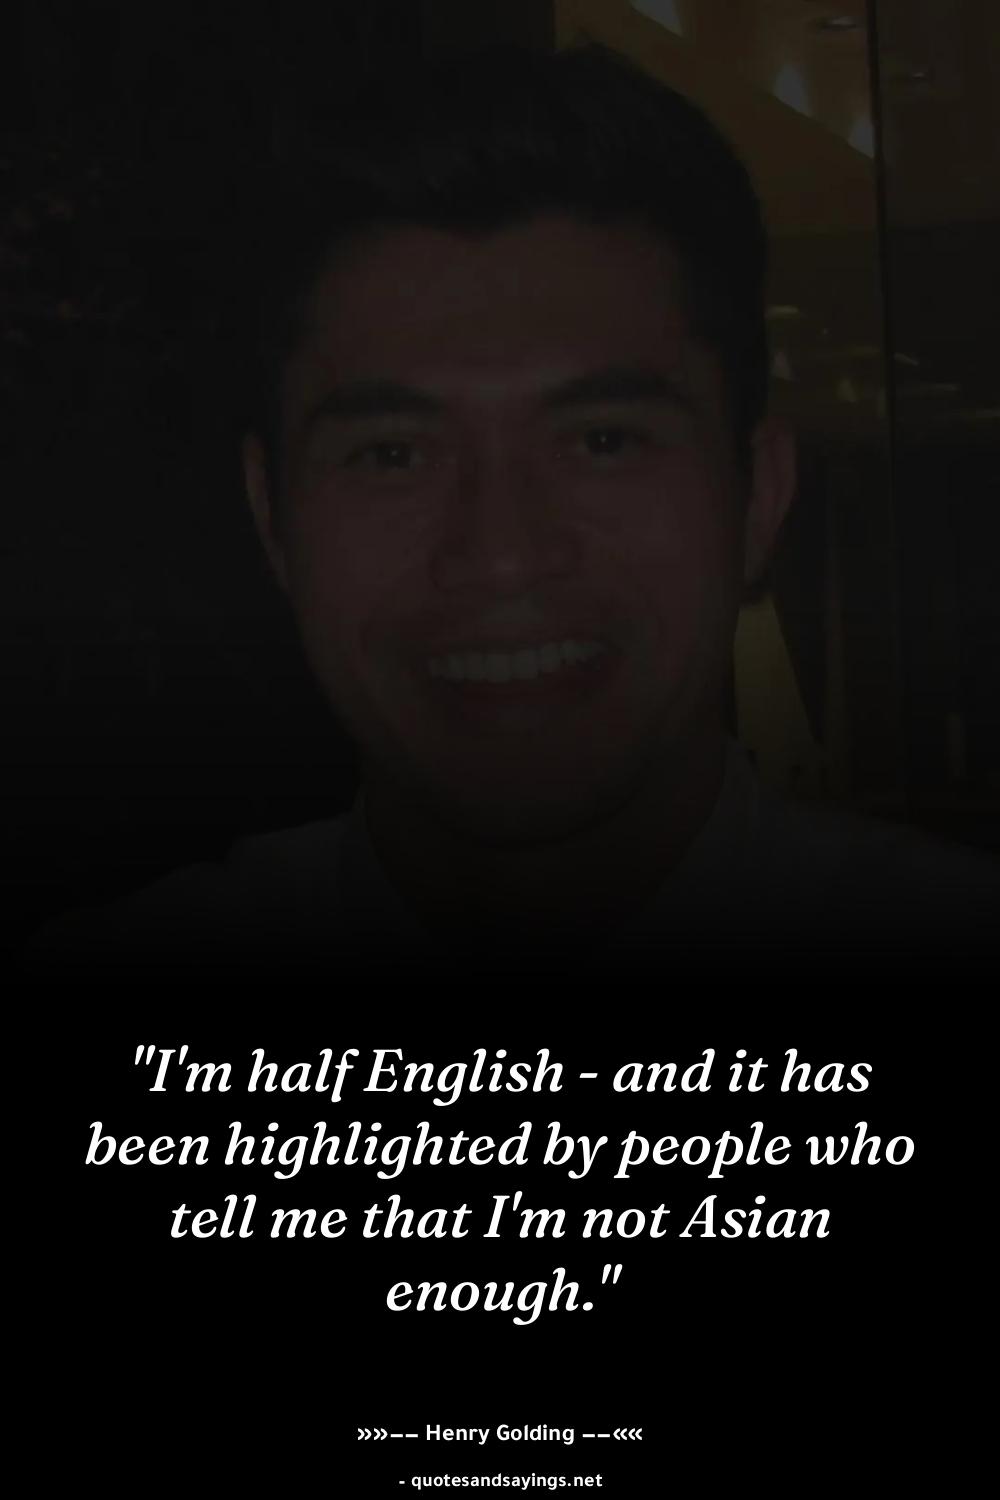 "I'm half English - and it has
been highlighted by people who
tell me that I'm not Asian
enough."
»»−− Henry Golding −−««
- quotesandsayings.net